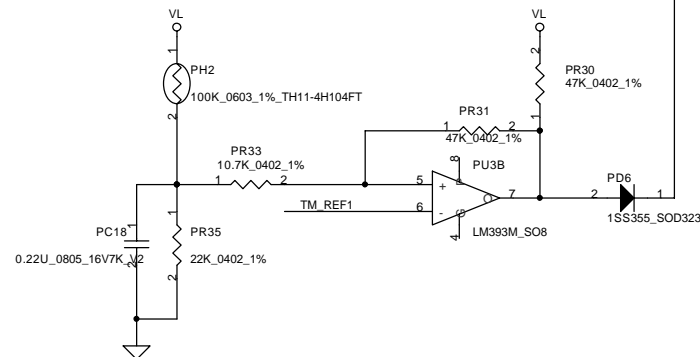 VL
VL
1
PH2
100K_0603_1%_TH11-4H104FT
2
2
PR30
47K_0402_1%
1
PR31
1
2
47K_0402_1%
PR33
10.7K_0402_1%
1
2
8
PU3B
5
+
P
7
O
TM_REF1
6
-
G
4
LM393M_SO8
PD6
2
1
1SS355_SOD323
1
PC18
2
0.22U_0805_16V7K_V2
1
PR35
22K_0402_1%
2